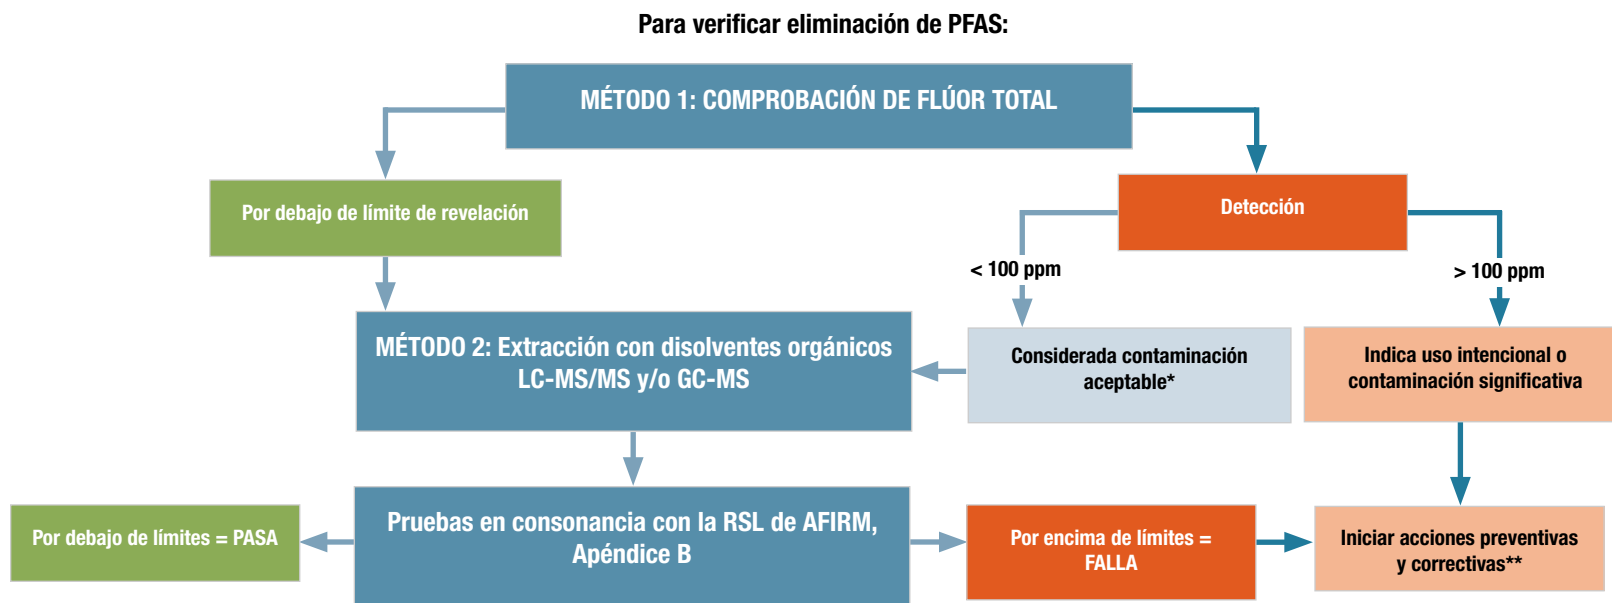 Para verificar eliminación de PFAS:
MÉTODO 1: COMPROBACIÓN DE FLÚOR TOTAL
Por debajo de límite de revelación
Detección
< 100 ppm
> 100 ppm
MÉTODO 2: Extracción con disolventes orgánicos
LC-MS/MS y/o GC-MS
Considerada contaminación
aceptable*
Indica uso intencional o
contaminación significativa
Por debajo de límites = PASA
Pruebas en consonancia con la RSL de AFIRM,
Apéndice B
Por encima de límites =
FALLA
Iniciar acciones preventivas
y correctivas**